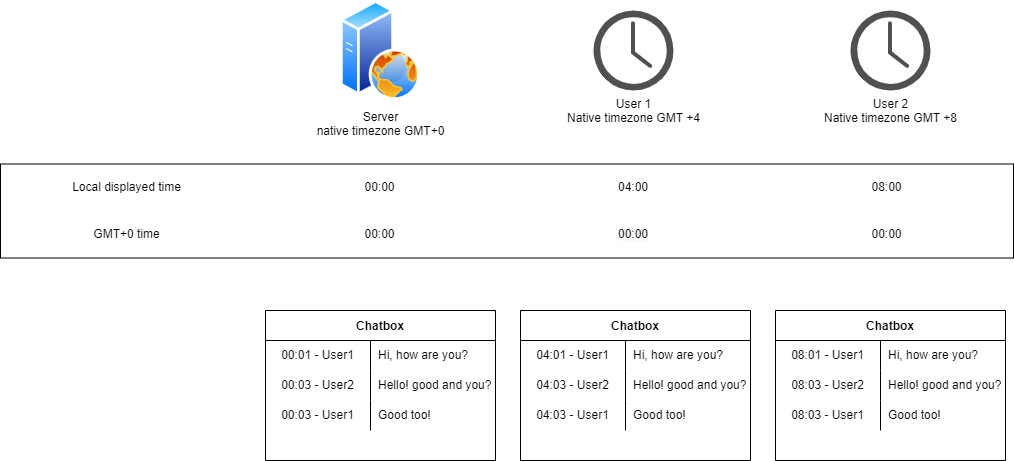 Server
native timezone GMT+0
User 1
Native timezone GMT +4
User 2
Native timezone GMT +8
Local displayed time 00:00 04:00 08:00
GMT+0 time 00:00 00:00 00:00
Chatbox
00:01 - User1 Hi, how are you?
00:03 - User2 Hello! good and you?
00:03 - User1 Good too!
Chatbox
04:01 - User1 Hi, how are you?
04:03 - User2 Hello! good and you?
04:03 - User1 Good too!
Chatbox
08:01 - User1 Hi, how are you?
08:03 - User2 Hello! good and you?
08:03 - User1 Good too!